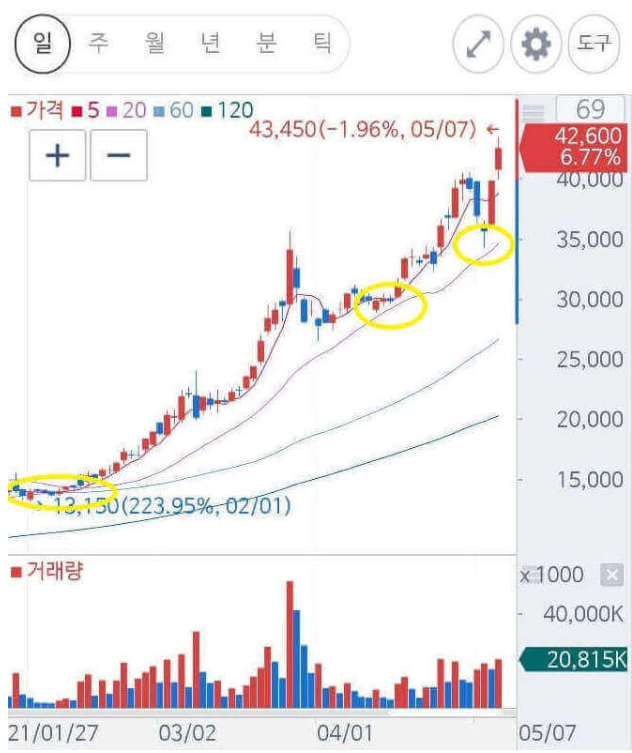 일 주 월 년 분 틱 도구
가격 5 20 60 120
69
43,450(-1.96%, 05/07) ←
42,600
6.77%
+ −
40,000
35,000
30,000
25,000
20,000
15,000
13,150(223.95%, 02/01)
거래량
x 1000
40,000K
20,815K
21/01/27 03/02 04/01 05/07